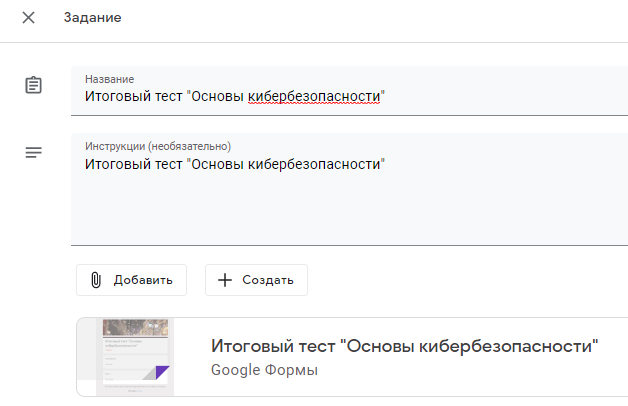 Задание
Название
Итоговый тест "Основы кибербезопасности"
Инструкции (необязательно)
Итоговый тест "Основы кибербезопасности"
Добавить
Создать
Итоговый тест "Основы кибербезопасности"
Google Формы